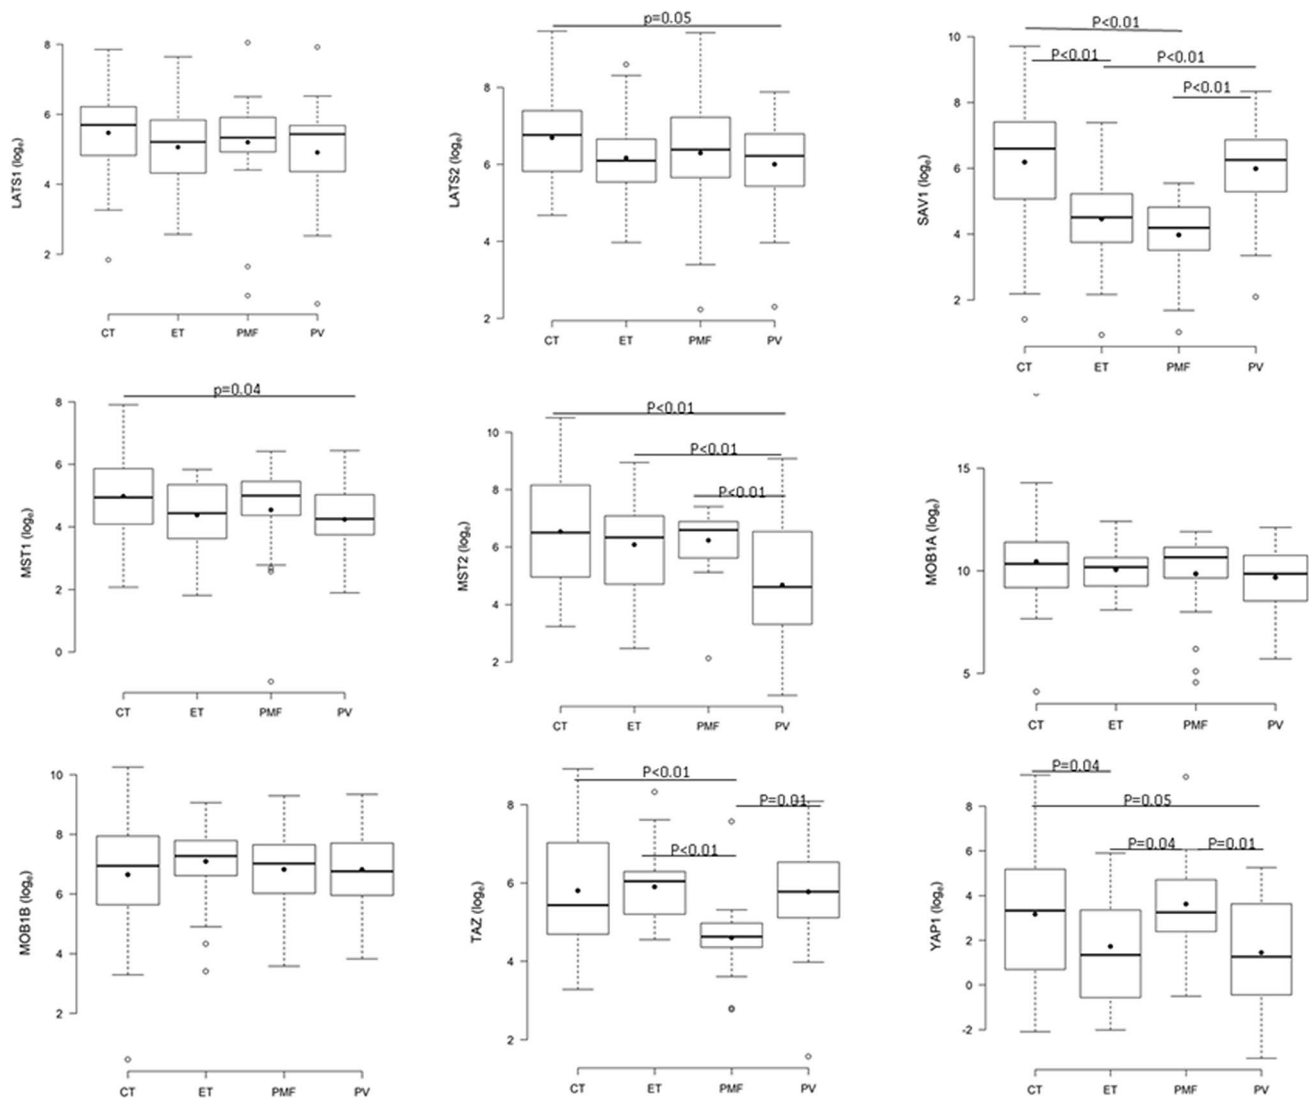 p=0.05
P<0.01
P<0.01
P<0.01
P<0.01
LATS1 (logₑ)
8
6
4
2
CT ET PMF PV
LATS2 (logₑ)
8
6
4
2
CT ET PMF PV
SAV1 (logₑ)
10
8
6
4
2
CT ET PMF PV
p=0.04
MST1 (logₑ)
8
6
4
2
0
CT ET PMF PV
P<0.01
P<0.01
P<0.01
MST2 (logₑ)
10
8
6
4
2
CT ET PMF PV
MOB1A (logₑ)
15
10
5
CT ET PMF PV
MOB1B (logₑ)
10
8
6
4
2
CT ET PMF PV
P<0.01
P=0.01
P<0.01
TAZ (logₑ)
8
6
4
2
CT ET PMF PV
P=0.04
P=0.05
P=0.04 P=0.01
YAP1 (logₑ)
8
6
4
2
0
-2
CT ET PMF PV